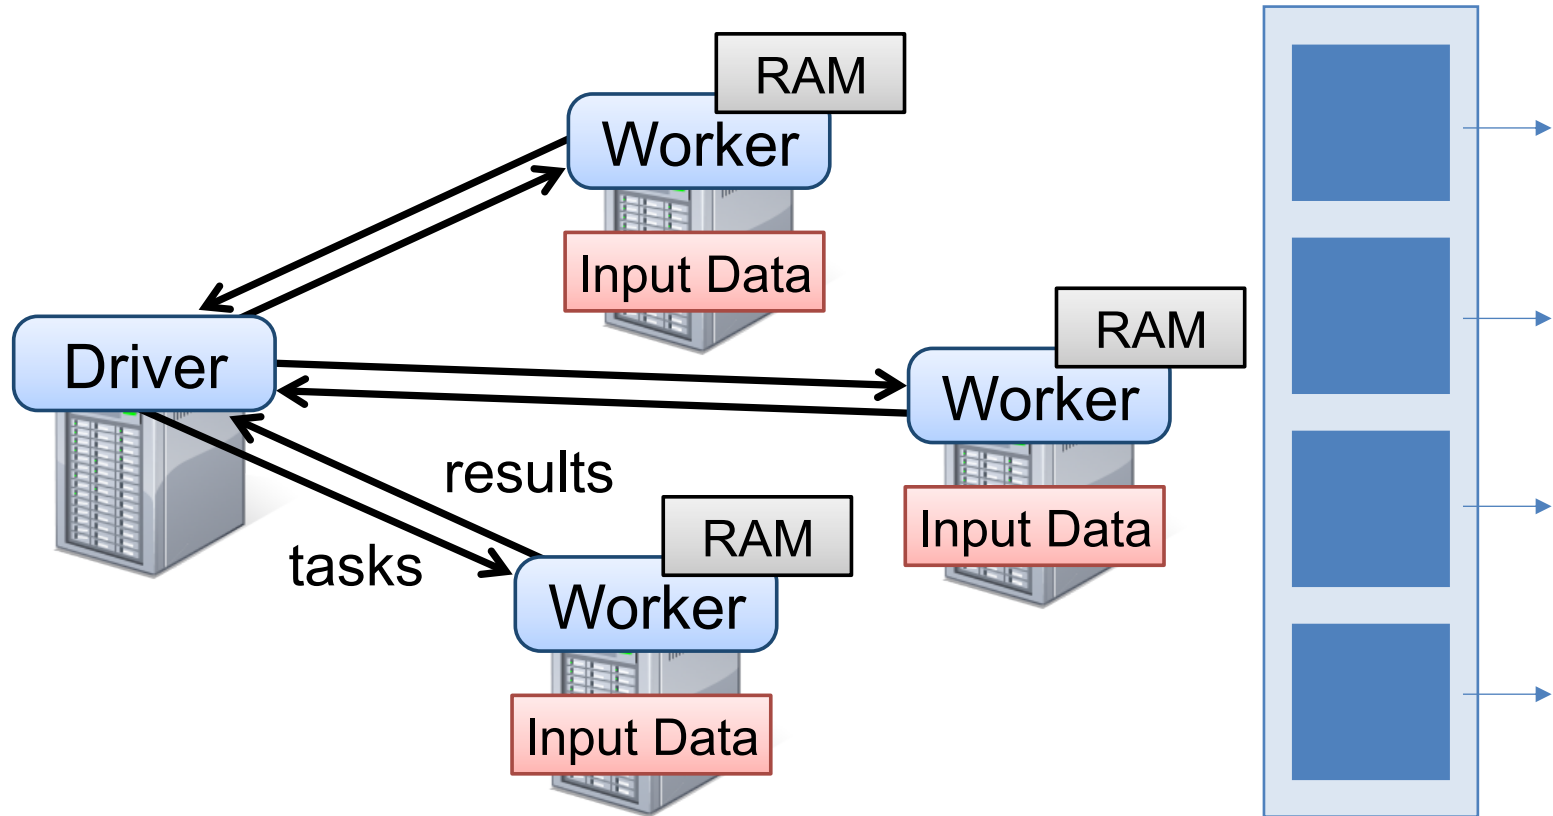 RAM
Worker
Input Data
RAM
Driver
Worker
results
RAM
Input Data
tasks
Worker
Input Data